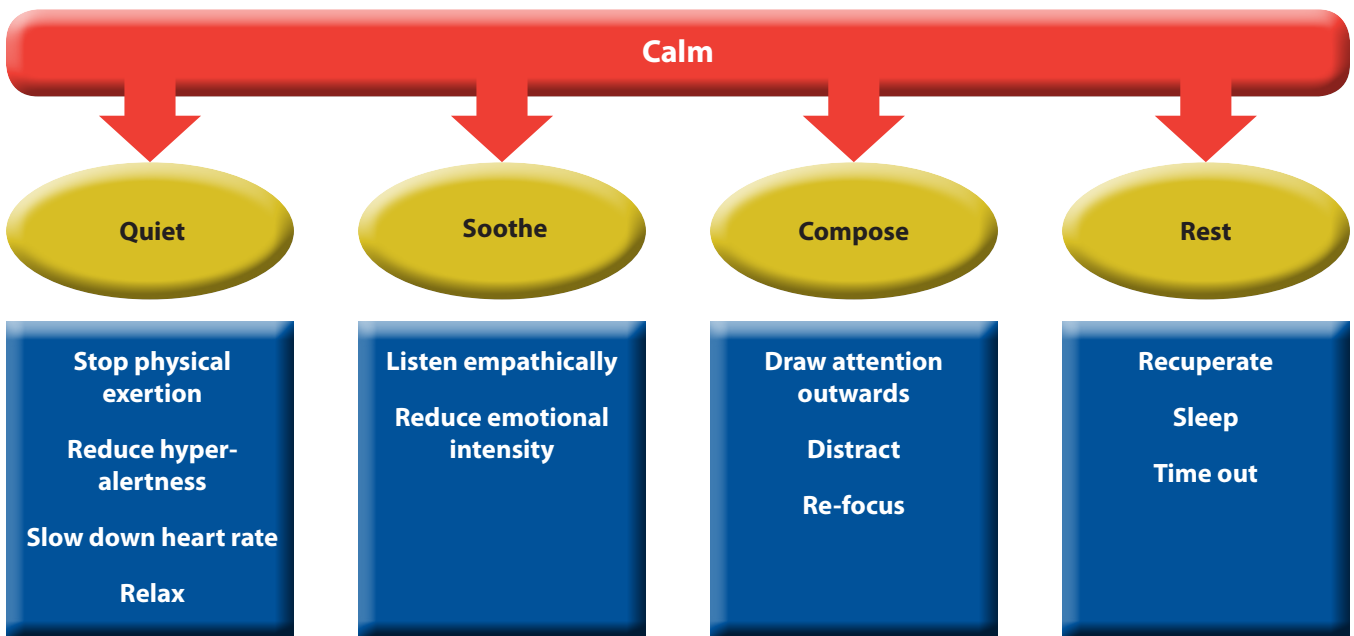 Calm
Quiet
Soothe
Compose
Rest
Stop physical
exertion
Reduce hyper-
alertness
Slow down heart rate
Relax
Listen empathically
Reduce emotional
intensity
Draw attention
outwards
Distract
Re-focus
Recuperate
Sleep
Time out